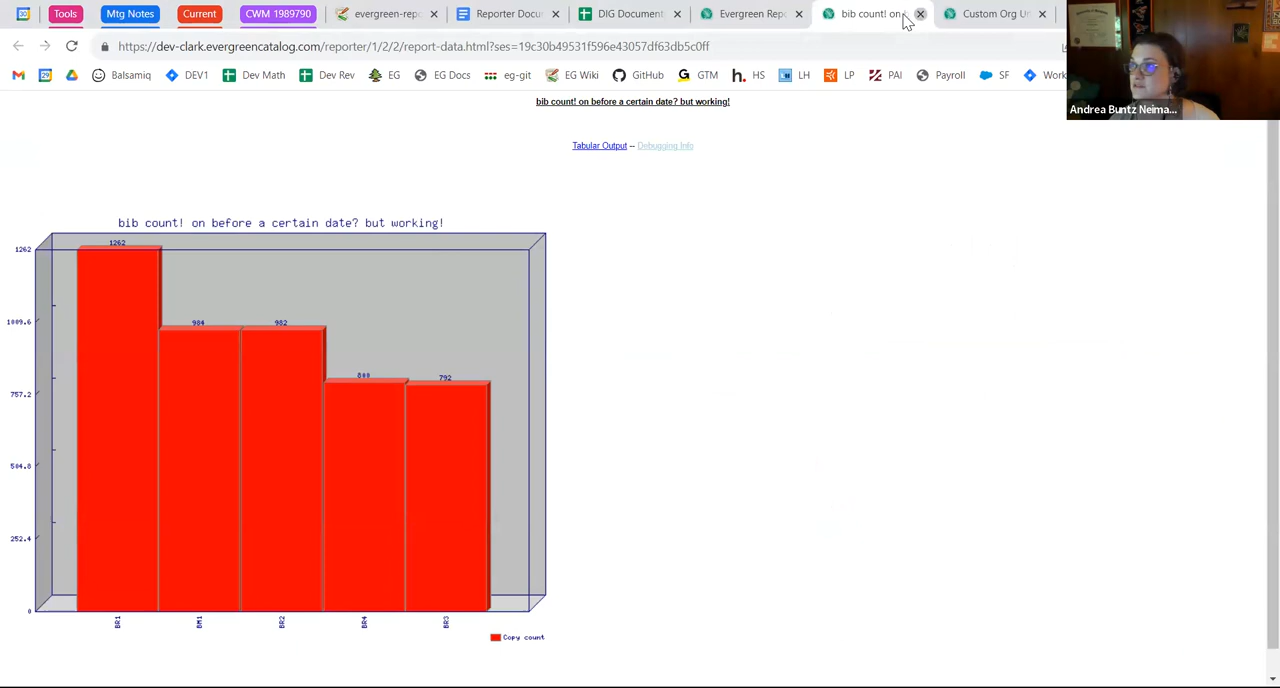 Tools Mtg Notes Current CWM 1989790 evergreen-repo Reporter Docum DIG Document Evergreen Repo bib count! on Custom Org Un
https://dev-clark.evergreencatalog.com/reporter/1/2/2/report-data.html?ses=19c30b49531f596e43057df63db5c0ff
Balsamiq DEV1 Dev Math Dev Rev EG EG Docs eg-git EG Wiki GitHub GTM HS LH LP PAI Payroll SF Work
Andrea Buntz Neima...
bib count! on before a certain date? but working!
Tabular Output -- Debugging Info
bib count! on before a certain date? but working!
1262
1262
1009.6
984
982
757.2
800
792
504.8
252.4
0
BR1
BM1
BR2
BR4
BR3
Copy count